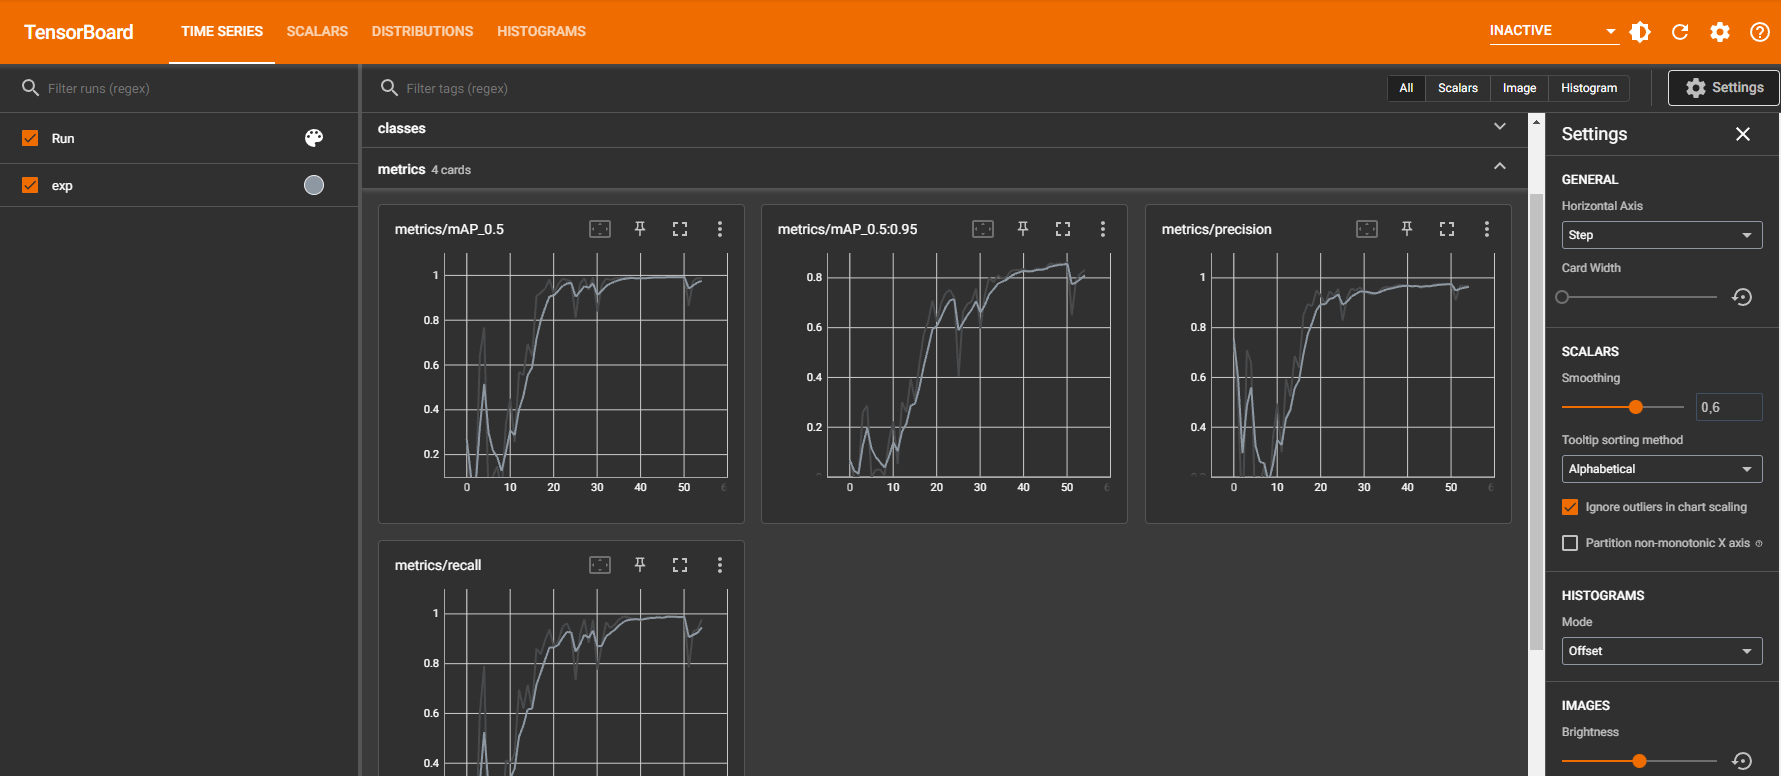 TensorBoard TIME SERIES SCALARS DISTRIBUTIONS HISTOGRAMS INACTIVE
Filter runs (regex) Filter tags (regex) All Scalars Image Histogram Settings
Run
exp
classes
metrics 4 cards
metrics/mAP_0.5
1
0.8
0.6
0.4
0.2
0 10 20 30 40 50
metrics/mAP_0.5:0.95
0.8
0.6
0.4
0.2
0 10 20 30 40 50
metrics/precision
1
0.8
0.6
0.4
0 10 20 30 40 50
metrics/recall
1
0.8
0.6
0.4
Settings
GENERAL
Horizontal Axis
Step
Card Width
SCALARS
Smoothing
0,6
Tooltip sorting method
Alphabetical
Ignore outliers in chart scaling
Partition non-monotonic X axis
HISTOGRAMS
Mode
Offset
IMAGES
Brightness